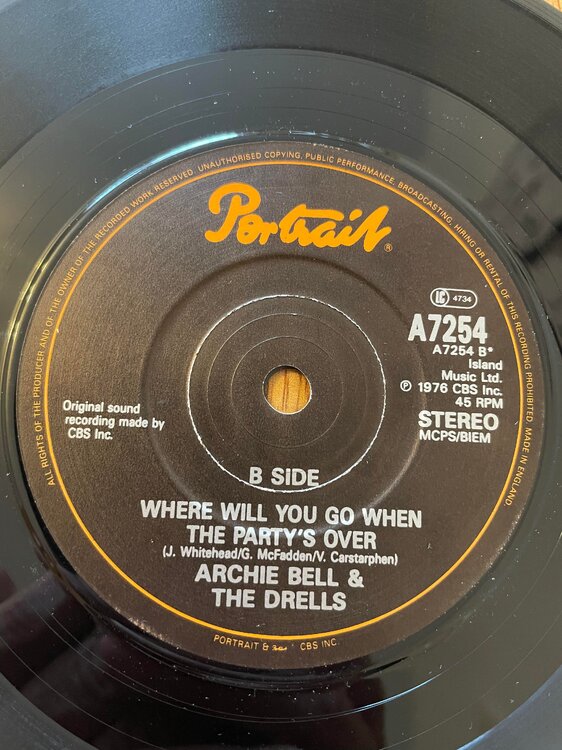 ALL RIGHTS OF THE PRODUCER AND OF THE OWNER OF THE RECORDED WORK RESERVED. UNAUTHORISED COPYING, PUBLIC PERFORMANCE, BROADCASTING, HIRING OR RENTAL OF THIS RECORDING PROHIBITED. MADE IN ENGLAND
Portrait®
LC 4734
A7254
A7254 B*
Island
Music Ltd.
℗ 1976 CBS Inc.
45 RPM
STEREO
MCPS/BIEM
Original sound
recording made by
CBS Inc.
B SiDE
WHERE WILL YOU GO WHEN
THE PARTY'S OVER
(J. Whitehead/G. McFadden/V. Carstarphen)
ARCHIE BELL &
THE DRELLS
PORTRAIT & CBS INC.